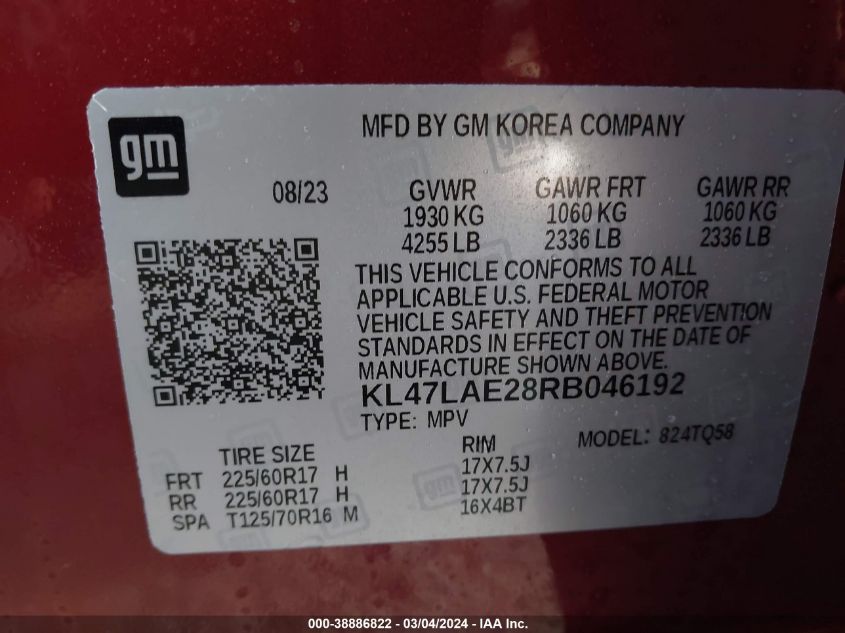 gm
MFD BY GM KOREA COMPANY
08/23
GVWR GAWR FRT GAWR RR
1930 KG 1060 KG 1060 KG
4255 LB 2336 LB 2336 LB
THIS VEHICLE CONFORMS TO ALL
APPLICABLE U.S. FEDERAL MOTOR
VEHICLE SAFETY AND THEFT PREVENTION
STANDARDS IN EFFECT ON THE DATE OF
MANUFACTURE SHOWN ABOVE.
KL47LAE28RB046192
TYPE: MPV
MODEL: 824TQ58
TIRE SIZE RIM
FRT 225/60R17 H 17X7.5J
RR 225/60R17 H 17X7.5J
SPA T125/70R16 M 16X4BT
000-38886822 - 03/04/2024 - IAA Inc.